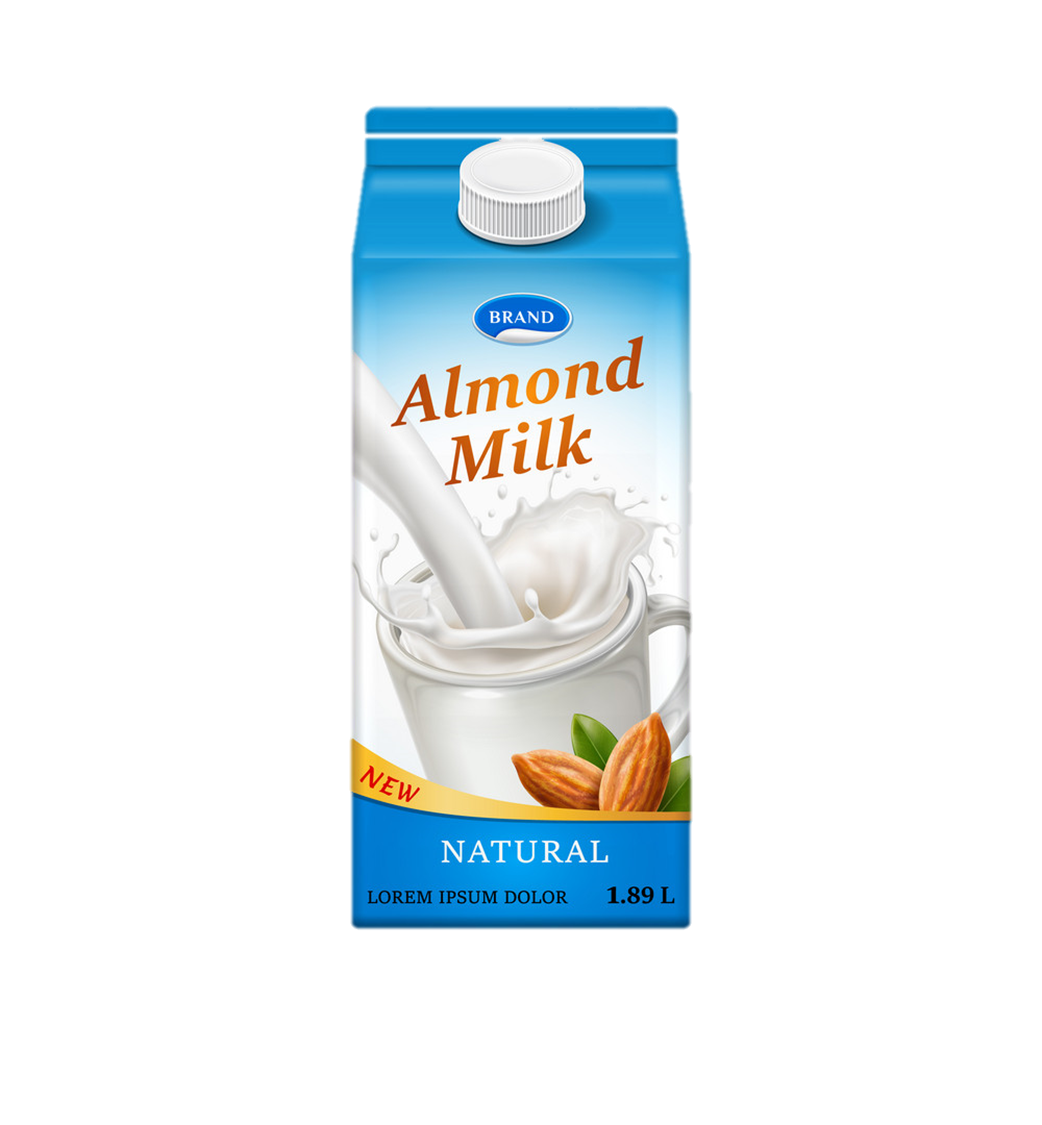 BRAND
Almond
Milk
NEW
NATURAL
LOREM IPSUM DOLOR 1.89 L